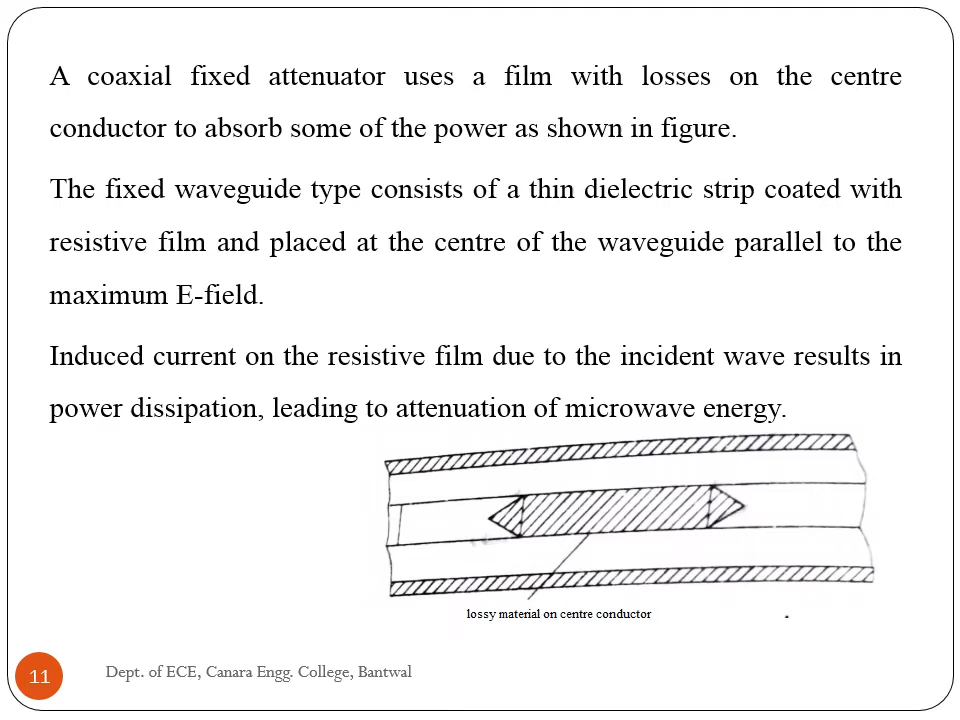 A coaxial fixed attenuator uses a film with losses on the centre
conductor to absorb some of the power as shown in figure.
The fixed waveguide type consists of a thin dielectric strip coated with
resistive film and placed at the centre of the waveguide parallel to the
maximum E-field.
Induced current on the resistive film due to the incident wave results in
power dissipation, leading to attenuation of microwave energy.
lossy material on centre conductor
11
Dept. of ECE, Canara Engg. College, Bantwal